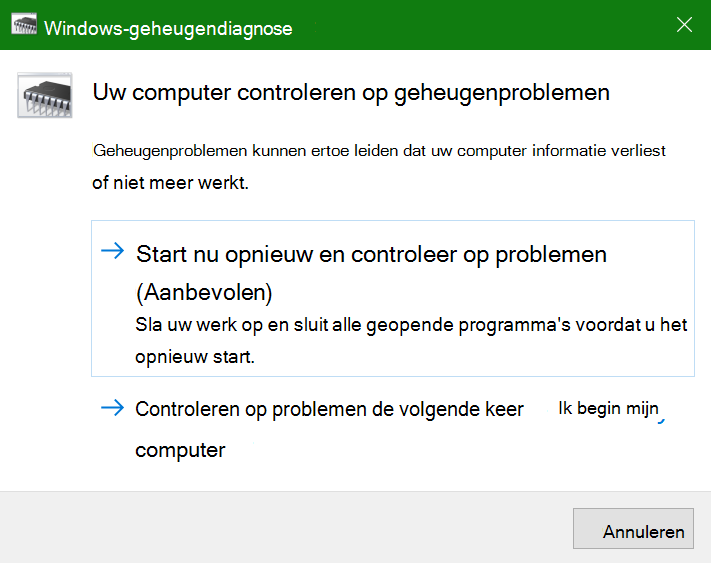 Windows-geheugendiagnose
Uw computer controleren op geheugenproblemen
Geheugenproblemen kunnen ertoe leiden dat uw computer informatie verliest
of niet meer werkt.
Start nu opnieuw en controleer op problemen
(Aanbevolen)
Sla uw werk op en sluit alle geopende programma's voordat u het
opnieuw start.
Controleren op problemen de volgende keer Ik begin mijn
computer
Annuleren